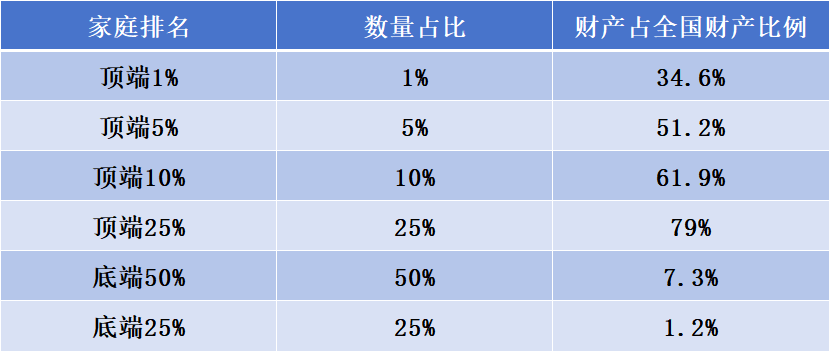 家庭排名 数量占比 财产占全国财产比例
顶端1% 1% 34.6%
顶端5% 5% 51.2%
顶端10% 10% 61.9%
顶端25% 25% 79%
底端50% 50% 7.3%
底端25% 25% 1.2%